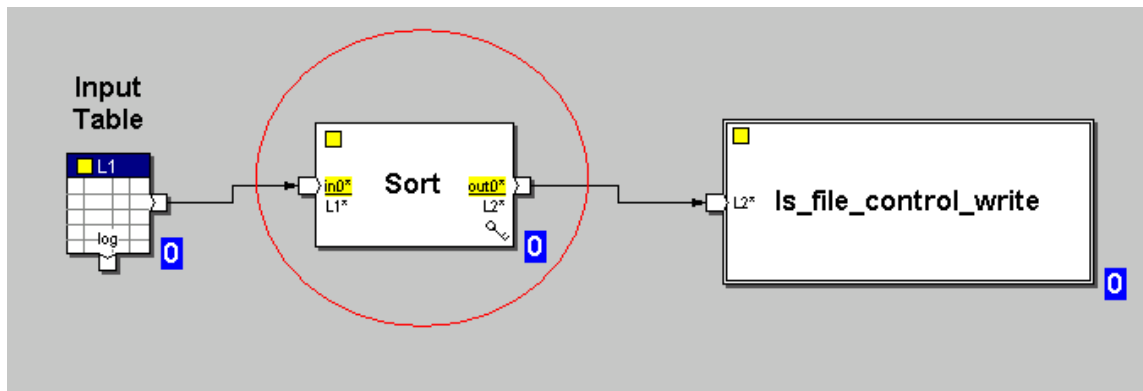 Input
Table
L1
log
0
in0*
L1*
Sort
out0*
L2*
0
L2*
ls_file_control_write
0